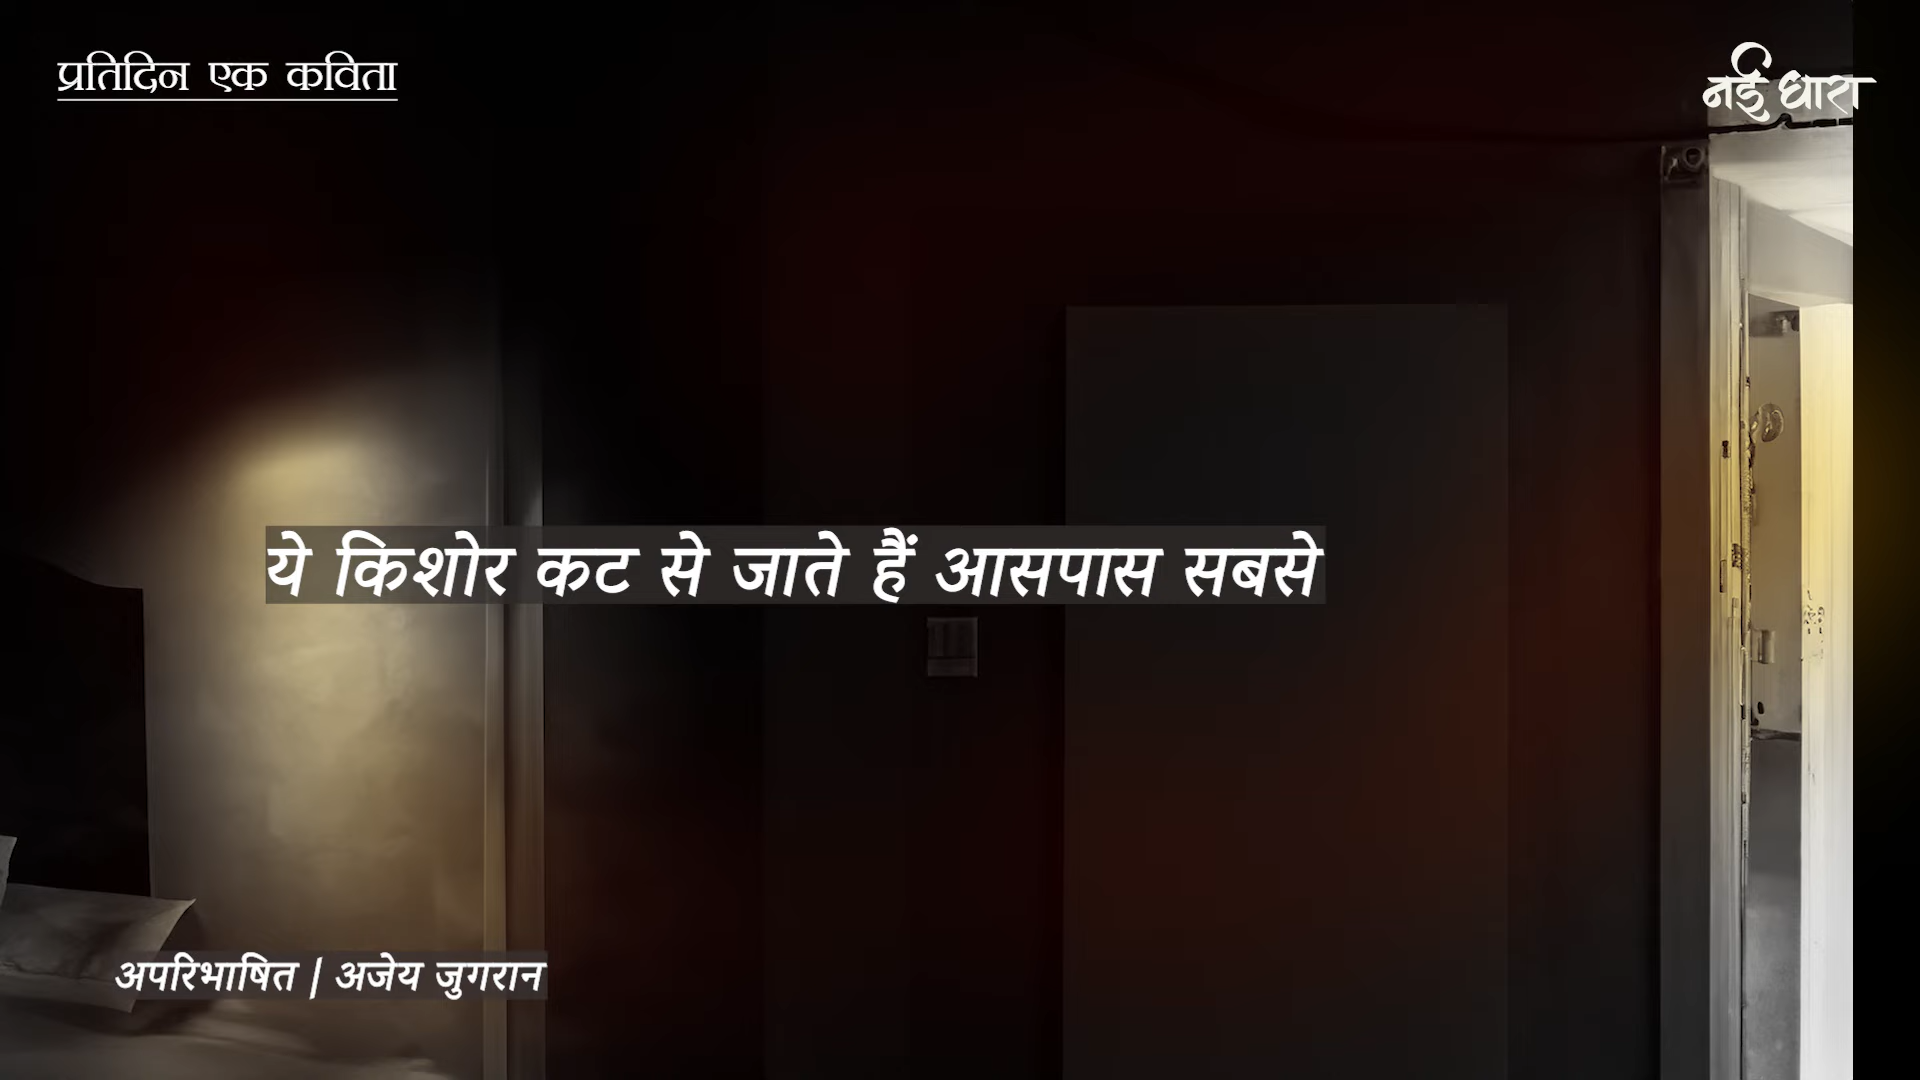 प्रतिदिन एक कविता
नई धारा
ये किशोर कट से जाते हैं आसपास सबसे
अपरिभाषित | अजेय जुगरान